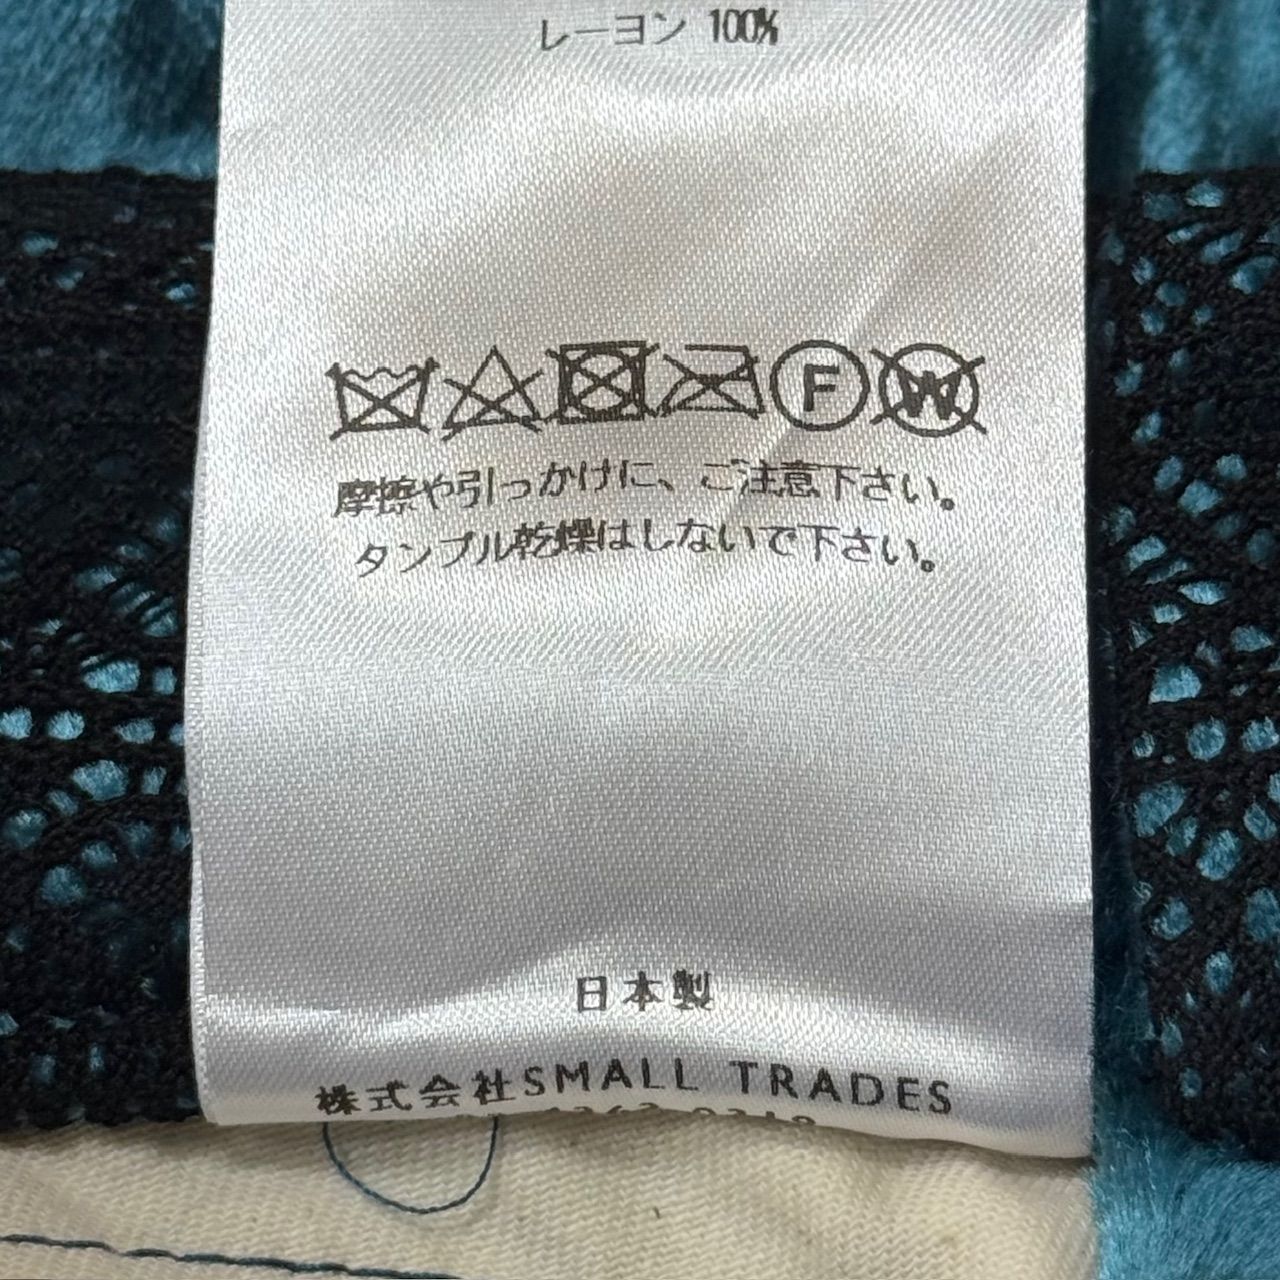 レーヨン 100%
F W
摩擦や引っかけに、ご注意下さい。
タンブル乾燥はしないで下さい。
日本製
株式会社SMALL TRADES